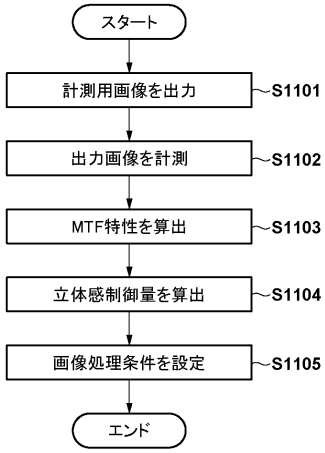 スタート
計測用画像を出力 S1101
出力画像を計測 S1102
MTF特性を算出 S1103
立体感制御量を算出 S1104
画像処理条件を設定 S1105
エンド